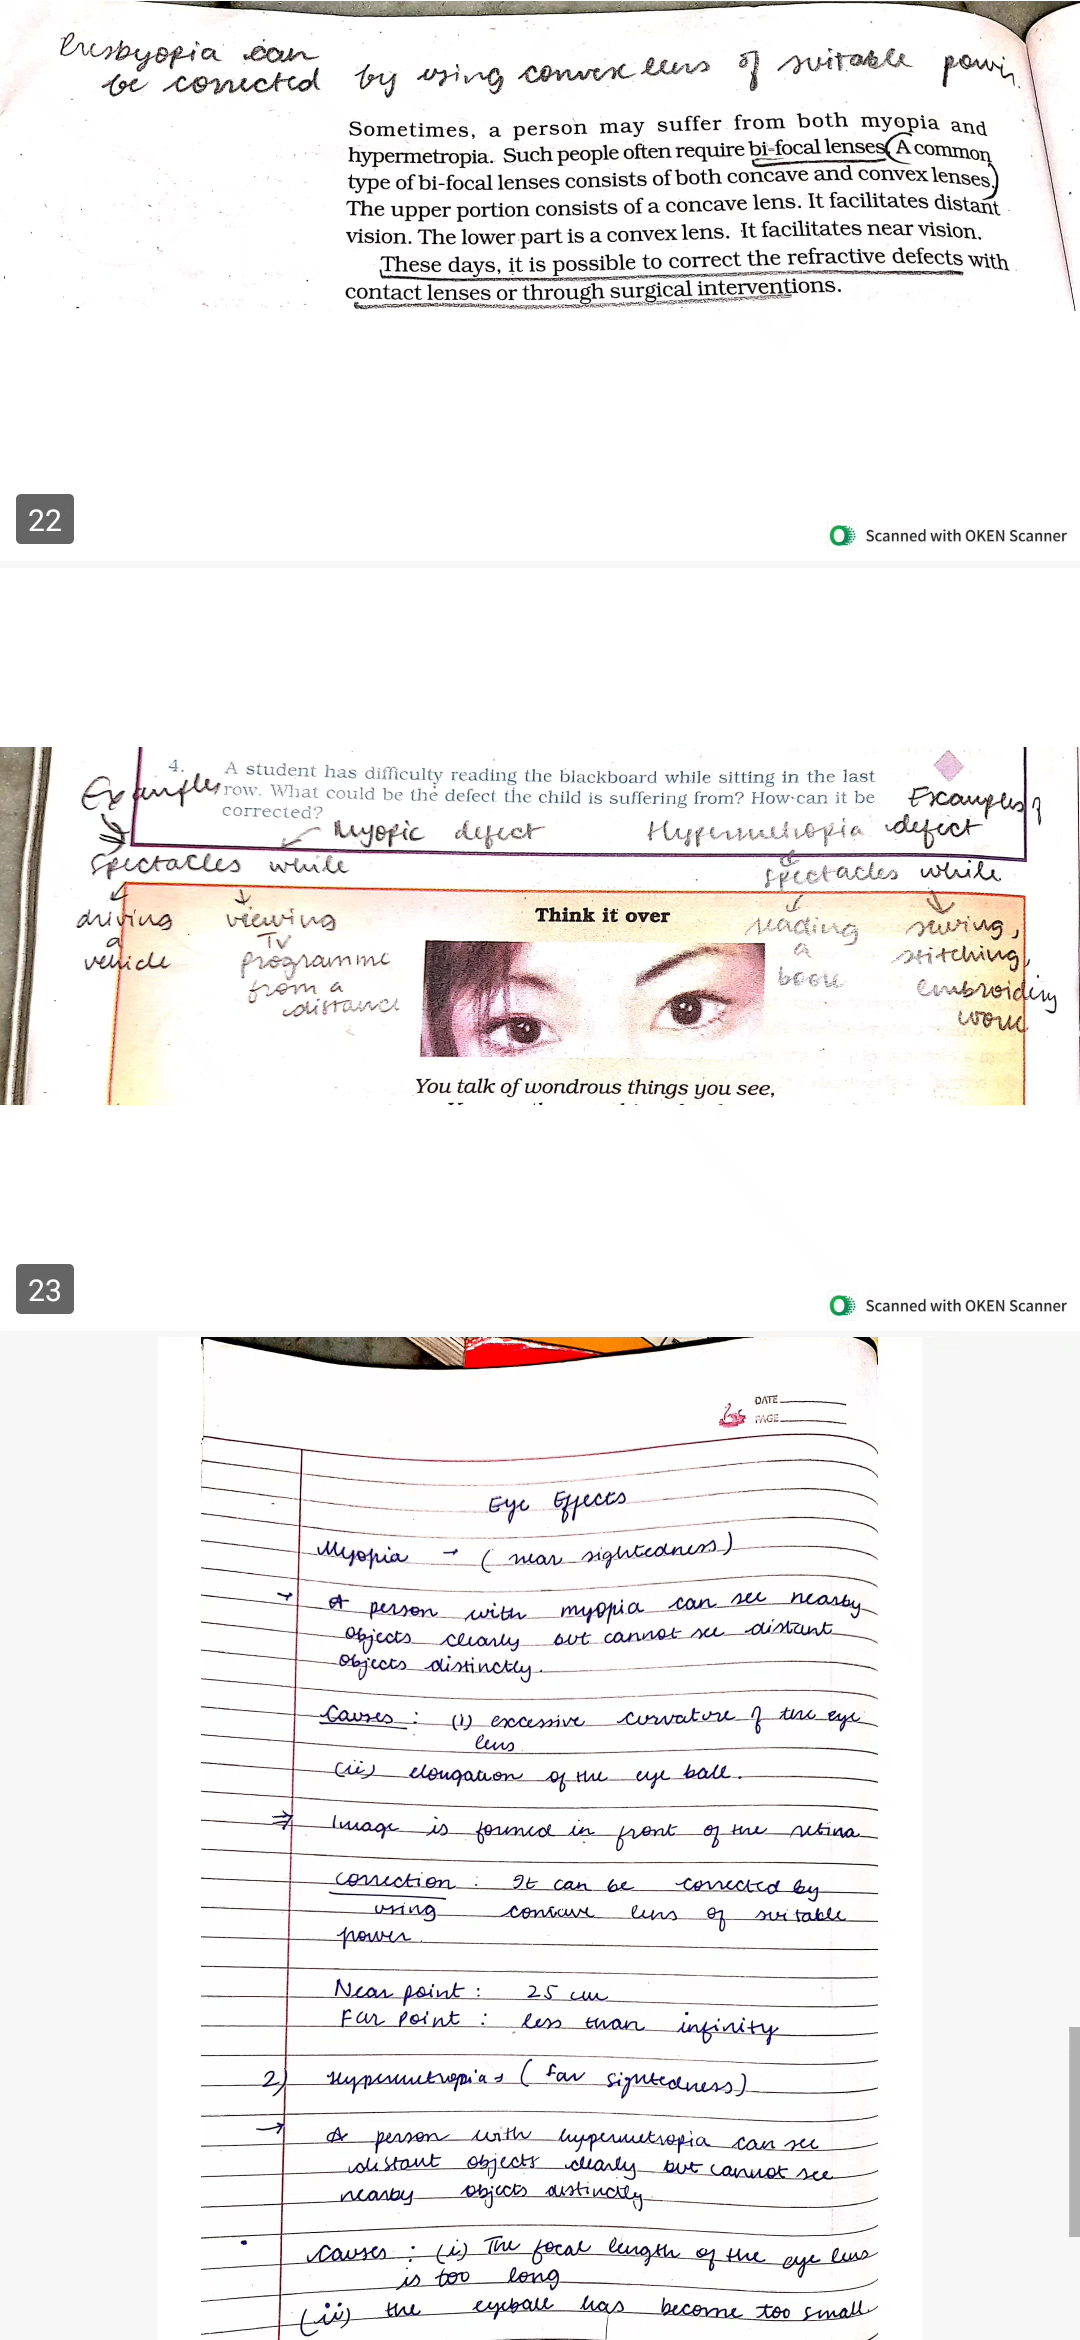 Presbyopia can
be corrected by using convex lens of suitable power
Sometimes, a person may suffer from both myopia and
hypermetropia. Such people often require bi-focal lenses. A common
type of bi-focal lenses consists of both concave and convex lenses.
The upper portion consists of a concave lens. It facilitates distant
vision. The lower part is a convex lens. It facilitates near vision.
These days, it is possible to correct the refractive defects with
contact lenses or through surgical interventions.
22
Scanned with OKEN Scanner
4. A student has difficulty reading the blackboard while sitting in the last
row. What could be the defect the child is suffering from? How can it be
corrected?
Examples
Myopic defect
Spectacles while
driving
a
vehicle
viewing
TV
programme
from a
distance
Examples of
Hypermetropia defect
Spectacles while
reading
a
book
sewing,
stitching,
embroidery
work
Think it over
You talk of wondrous things you see,
23
Scanned with OKEN Scanner
DATE
PAGE
Eye Effects
Myopia → (near sightedness)
→ A person with myopia can see nearby
objects clearly but cannot see distant
objects distinctly.
Causes : (i) excessive curvature of the eye
lens
(ii) elongation of the eye ball.
⇒ Image is formed in front of the retina
correction : It can be corrected by
using concave lens of suitable
power.
Near point : 25 cm
Far Point : less than infinity
2) Hypermetropia → (far sightedness)
→ A person with hypermetropia can see
distant objects clearly but cannot see
nearby objects distinctly
• Causes : (i) The focal length of the eye lens
is too long
(ii) the eyeball has become too small